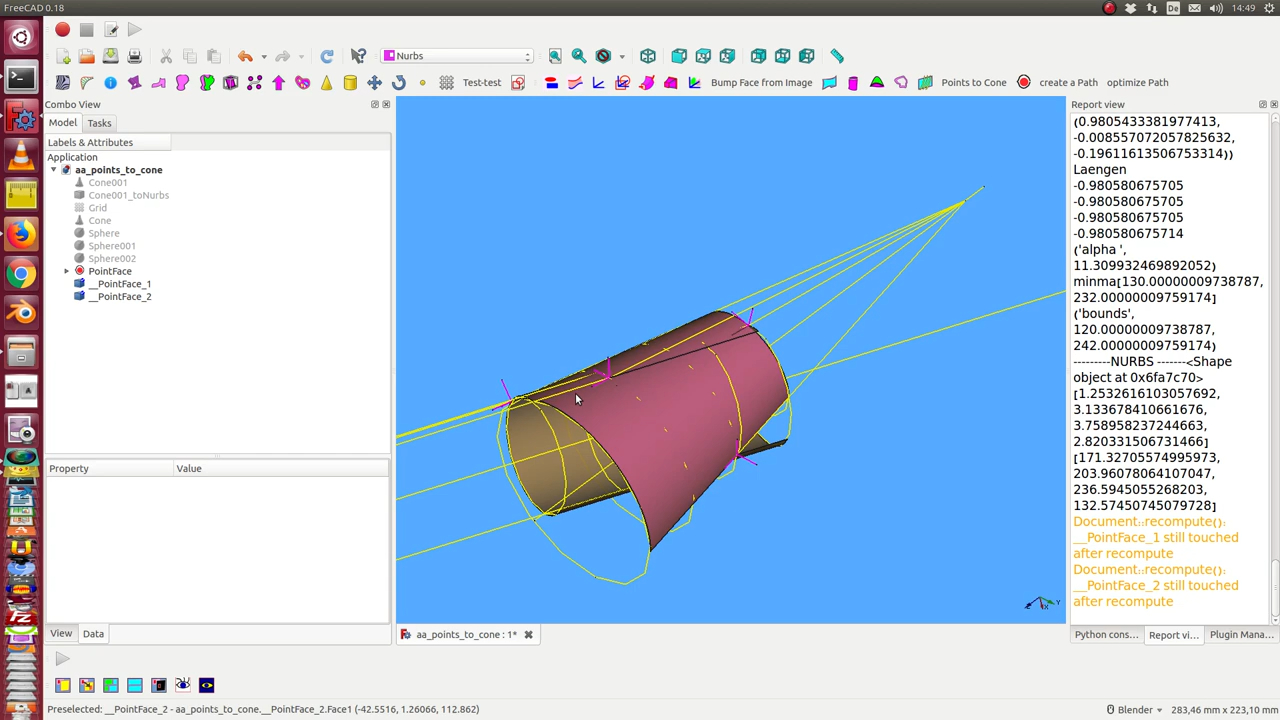 FreeCAD 0.18
De
14:49
Nurbs
Test-test
Bump Face from Image
Points to Cone
create a Path
optimize Path
Combo View
Report view
Model
Tasks
Labels & Attributes
Application
aa_points_to_cone
Cone001
Cone001_toNurbs
Grid
Cone
Sphere
Sphere001
Sphere002
PointFace
__PointFace_1
__PointFace_2
Property
Value
View
Data
(0.9805433381977413,
-0.008557072057825632,
-0.19611613506753314))
Laengen
-0.980580675705
-0.980580675705
-0.980580675705
-0.980580675714
('alpha ',
11.309932469892052)
minma[130.00000009738787,
232.00000009759174]
('bounds',
120.00000009738787,
242.00000009759174)
---------NURBS -------<Shape
object at 0x6fa7c70>
[1.2532616103057692,
3.133678410661676,
3.758958237244663,
2.820331506731466]
[171.32705574995973,
203.96078064107047,
236.5945055268203,
132.57450745079728]
Document::recompute():
__PointFace_1 still touched
after recompute
Document::recompute():
__PointFace_2 still touched
after recompute
aa_points_to_cone : 1*
Python cons...
Report vi...
Plugin Mana...
Preselected: __PointFace_2 - aa_points_to_cone.__PointFace_2.Face1 (-42.5516, 1.26066, 112.862)
Blender
283,46 mm x 223,10 mm